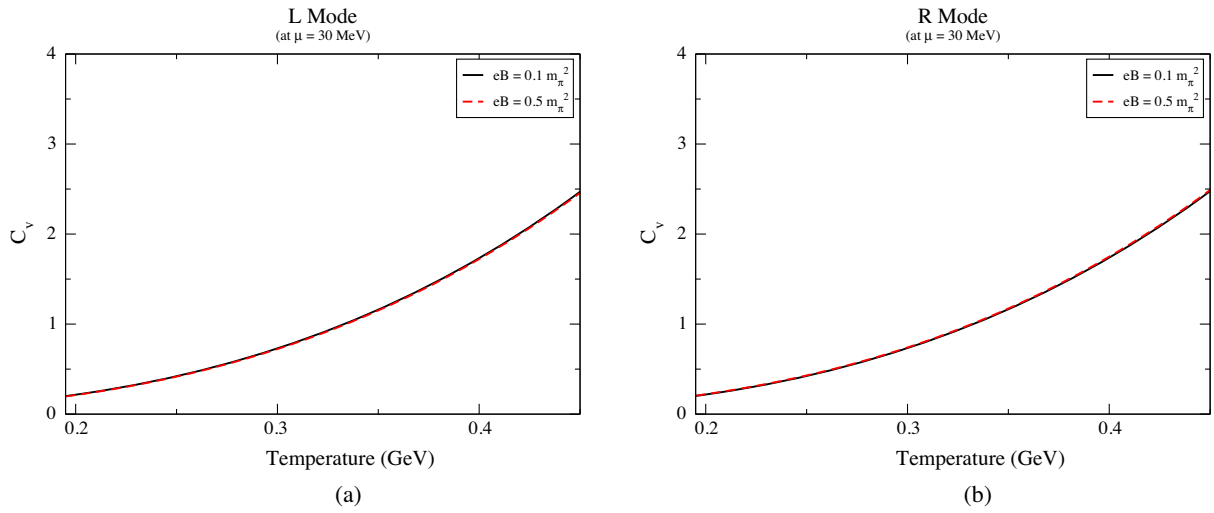 L Mode
(at μ = 30 MeV)
4
3
2
1
0
C_v
eB = 0.1 m_π^2
eB = 0.5 m_π^2
0.2
0.3
0.4
Temperature (GeV)
(a)
R Mode
(at μ = 30 MeV)
4
3
2
1
0
C_v
eB = 0.1 m_π^2
eB = 0.5 m_π^2
0.2
0.3
0.4
Temperature (GeV)
(b)